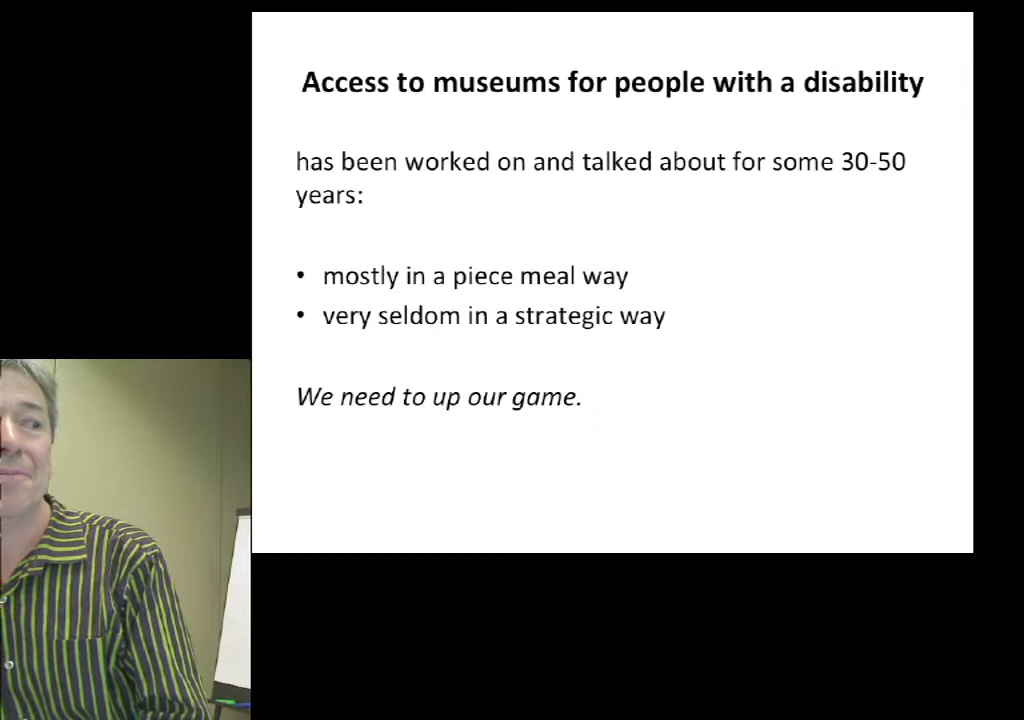 Access to museums for people with a disability
has been worked on and talked about for some 30-50
years:
• mostly in a piece meal way
• very seldom in a strategic way
We need to up our game.